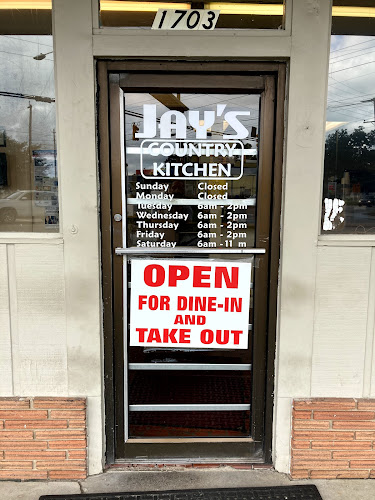 1703
JAY'S
COUNTRY
KITCHEN
Sunday Closed
Monday Closed
Tuesday 6am - 2pm
Wednesday 6am - 2pm
Thursday 6am - 2pm
Friday 6am - 2pm
Saturday 6am - 11 m
OPEN
FOR DINE-IN
AND
TAKE OUT